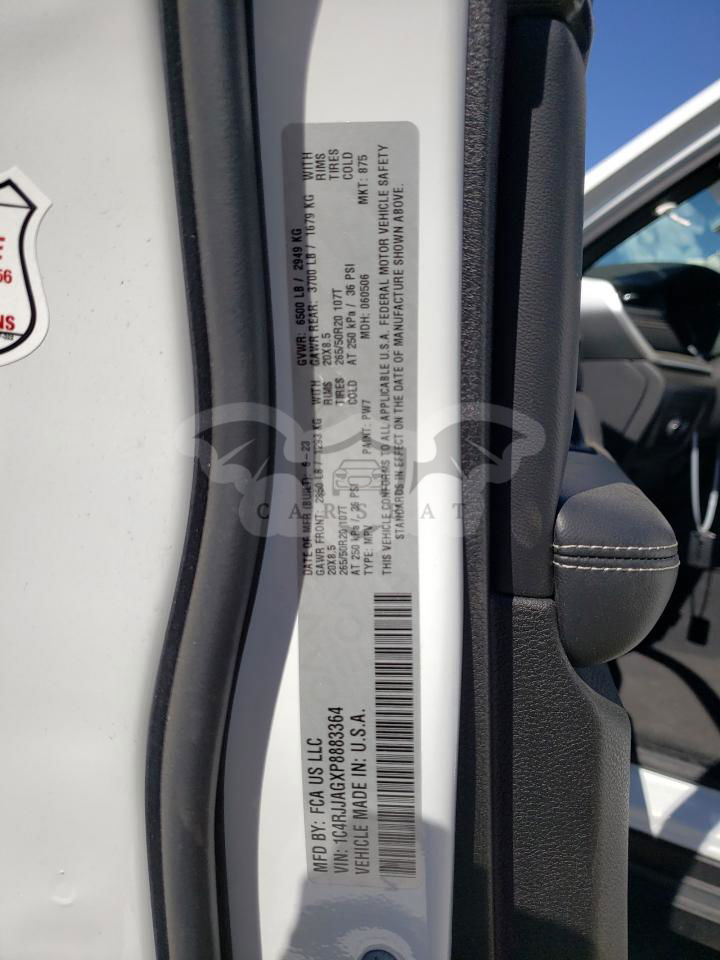 MFD BY: FCA US LLC
VIN: 1C4RJJAGXP8883364
VEHICLE MADE IN: U.S.A.
DATE OF MFR (BUILT): 6-23 GVWR: 6500 LB / 2949 KG
GAWR FRONT: 2850 LB / 1293 KG WITH GAWR REAR: 3700 LB / 1679 KG WITH
20X8.5 RIMS 20X8.5 RIMS
265/50R20 107T TIRES 265/50R20 107T TIRES
AT 250 kPa / 36 PSI COLD AT 250 kPa / 36 PSI COLD
TYPE: MPV PAINT: PW7 MDH: 060506 MKT: 875
THIS VEHICLE CONFORMS TO ALL APPLICABLE U.S.A. FEDERAL MOTOR VEHICLE SAFETY
STANDARDS IN EFFECT ON THE DATE OF MANUFACTURE SHOWN ABOVE.
56
NS